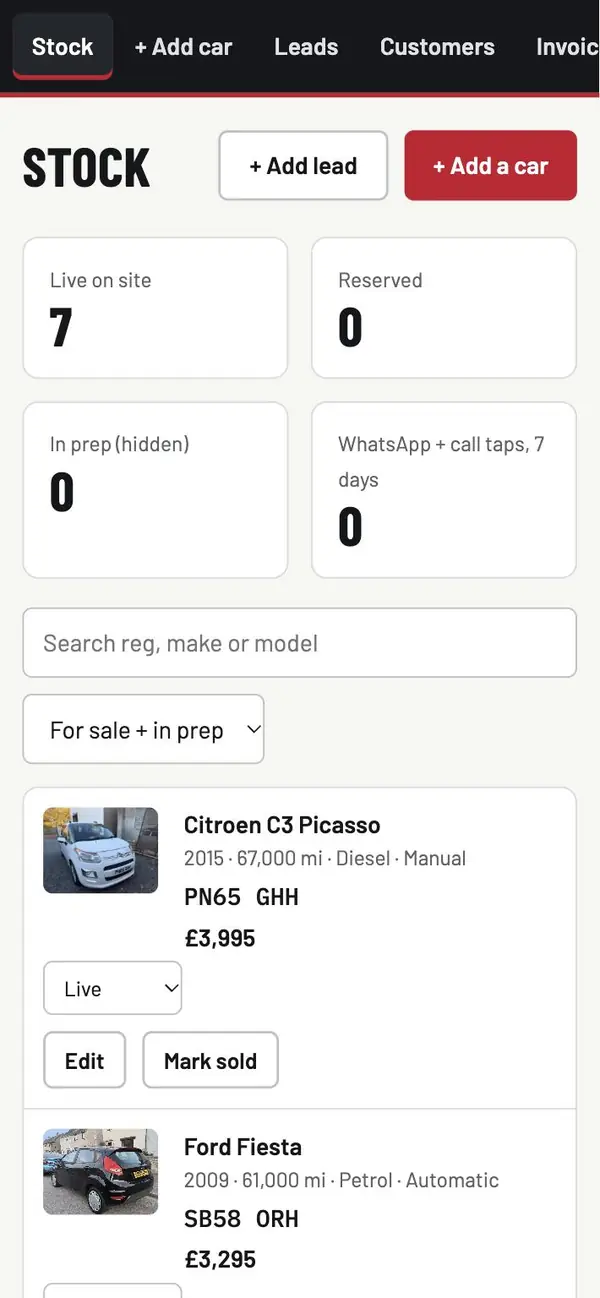 Stock + Add car Leads Customers Invoic
STOCK + Add lead + Add a car
Live on site
7
Reserved
0
In prep (hidden)
0
WhatsApp + call taps, 7
days
0
Search reg, make or model
For sale + in prep
Citroen C3 Picasso
2015 · 67,000 mi · Diesel · Manual
PN65 GHH
£3,995
Live
Edit Mark sold
Ford Fiesta
2009 · 61,000 mi · Petrol · Automatic
SB58 ORH
£3,295